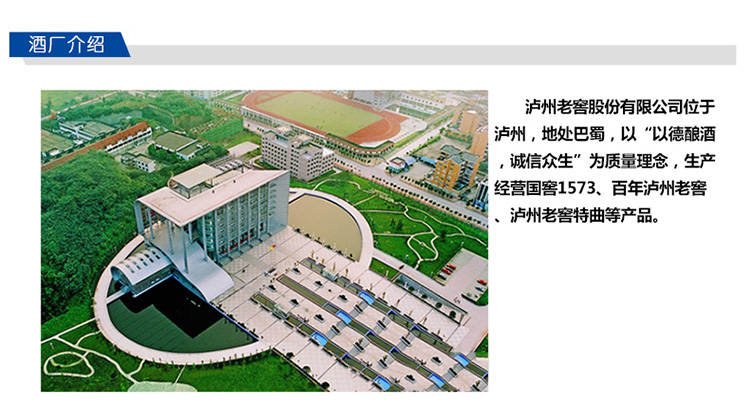 酒厂介绍
泸州老窖股份有限公司位于
泸州，地处巴蜀，以“以德酿酒
，诚信众生”为质量理念，生产
经营国窖1573、百年泸州老窖
、泸州老窖特曲等产品。